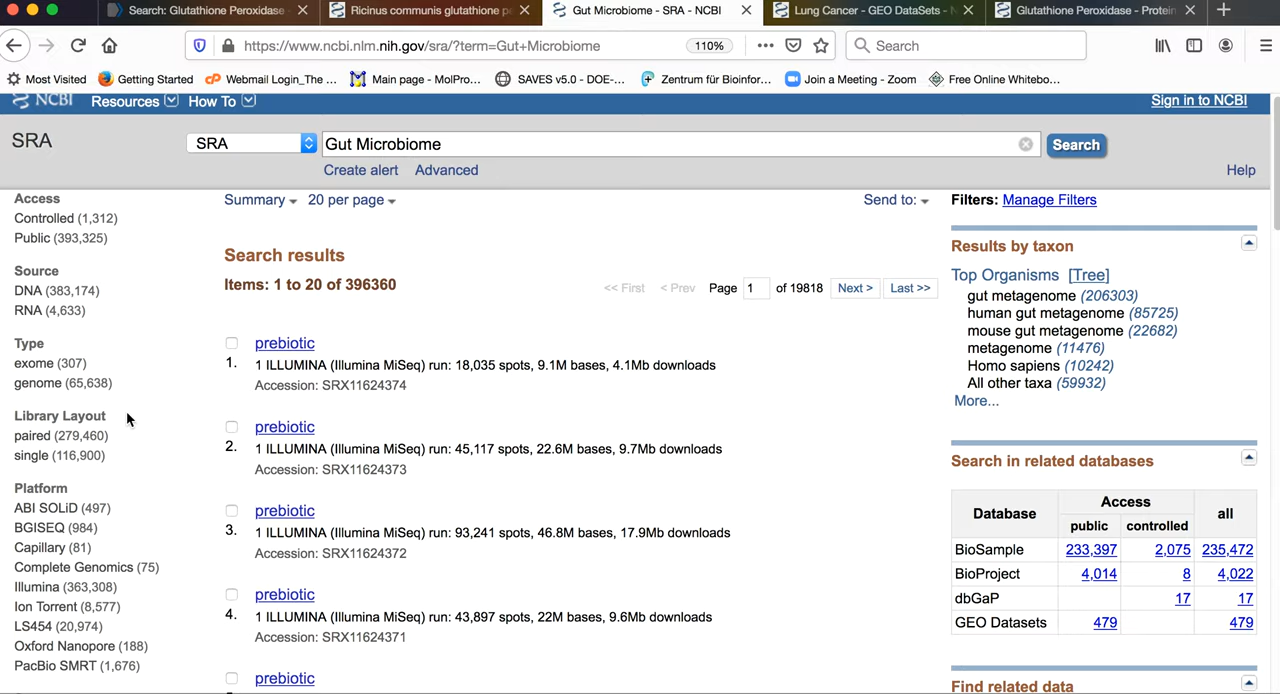 Search: Glutathione Peroxidase
Ricinus communis glutathione p
Gut Microbiome - SRA - NCBI
Lung Cancer - GEO DataSets - N
Glutathione Peroxidase - Protein
https://www.ncbi.nlm.nih.gov/sra/?term=Gut+Microbiome
110%
Search
Most Visited
Getting Started
Webmail Login_The ...
Main page - MolPro...
SAVES v5.0 - DOE-...
Zentrum für Bioinfor...
Join a Meeting - Zoom
Free Online Whitebo...
NCBI
Resources
How To
Sign in to NCBI
SRA
SRA
Gut Microbiome
Search
Create alert
Advanced
Help
Access
Controlled (1,312)
Public (393,325)
Source
DNA (383,174)
RNA (4,633)
Type
exome (307)
genome (65,638)
Library Layout
paired (279,460)
single (116,900)
Platform
ABI SOLiD (497)
BGISEQ (984)
Capillary (81)
Complete Genomics (75)
Illumina (363,308)
Ion Torrent (8,577)
LS454 (20,974)
Oxford Nanopore (188)
PacBio SMRT (1,676)
Summary
20 per page
Send to:
Search results
Items: 1 to 20 of 396360
<< First
< Prev
Page 1 of 19818
Next >
Last >>
prebiotic
1. 1 ILLUMINA (Illumina MiSeq) run: 18,035 spots, 9.1M bases, 4.1Mb downloads
Accession: SRX11624374
prebiotic
2. 1 ILLUMINA (Illumina MiSeq) run: 45,117 spots, 22.6M bases, 9.7Mb downloads
Accession: SRX11624373
prebiotic
3. 1 ILLUMINA (Illumina MiSeq) run: 93,241 spots, 46.8M bases, 17.9Mb downloads
Accession: SRX11624372
prebiotic
4. 1 ILLUMINA (Illumina MiSeq) run: 43,897 spots, 22M bases, 9.6Mb downloads
Accession: SRX11624371
prebiotic
Filters: Manage Filters
Results by taxon
Top Organisms [Tree]
gut metagenome (206303)
human gut metagenome (85725)
mouse gut metagenome (22682)
metagenome (11476)
Homo sapiens (10242)
All other taxa (59932)
More...
Search in related databases
Database Access all
public controlled
BioSample 233,397 2,075 235,472
BioProject 4,014 8 4,022
dbGaP 17 17
GEO Datasets 479 479
Find related data